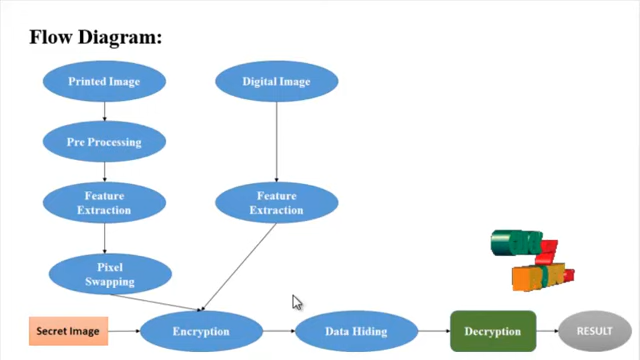 Flow Diagram:
Printed Image
Digital Image
Pre Processing
Feature
Extraction
Feature
Extraction
Pixel
Swapping
Secret Image
Encryption
Data Hiding
Decryption
RESULT